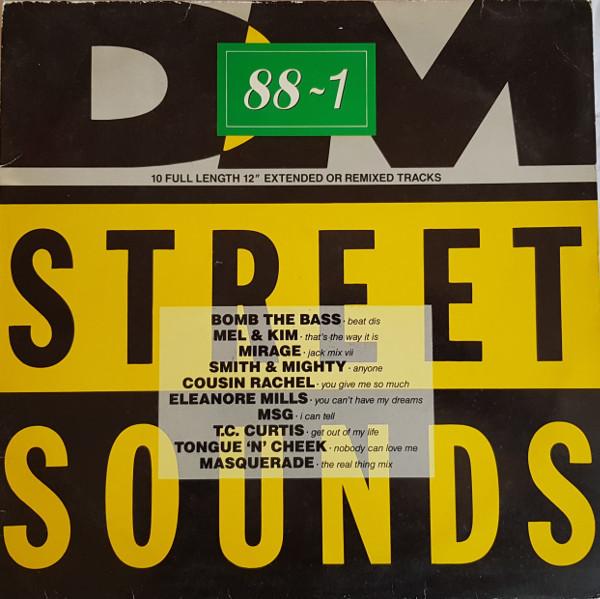 DM
88~1
10 FULL LENGTH 12" EXTENDED OR REMIXED TRACKS
STREET
BOMB THE BASS · beat dis
MEL & KIM · that's the way it is
MIRAGE · jack mix vii
SMITH & MIGHTY · anyone
COUSIN RACHEL · you give me so much
ELEANORE MILLS · you can't have my dreams
MSG · i can tell
T.C. CURTIS · get out of my life
TONGUE 'N' CHEEK · nobody can love me
MASQUERADE · the real thing mix
SOUNDS